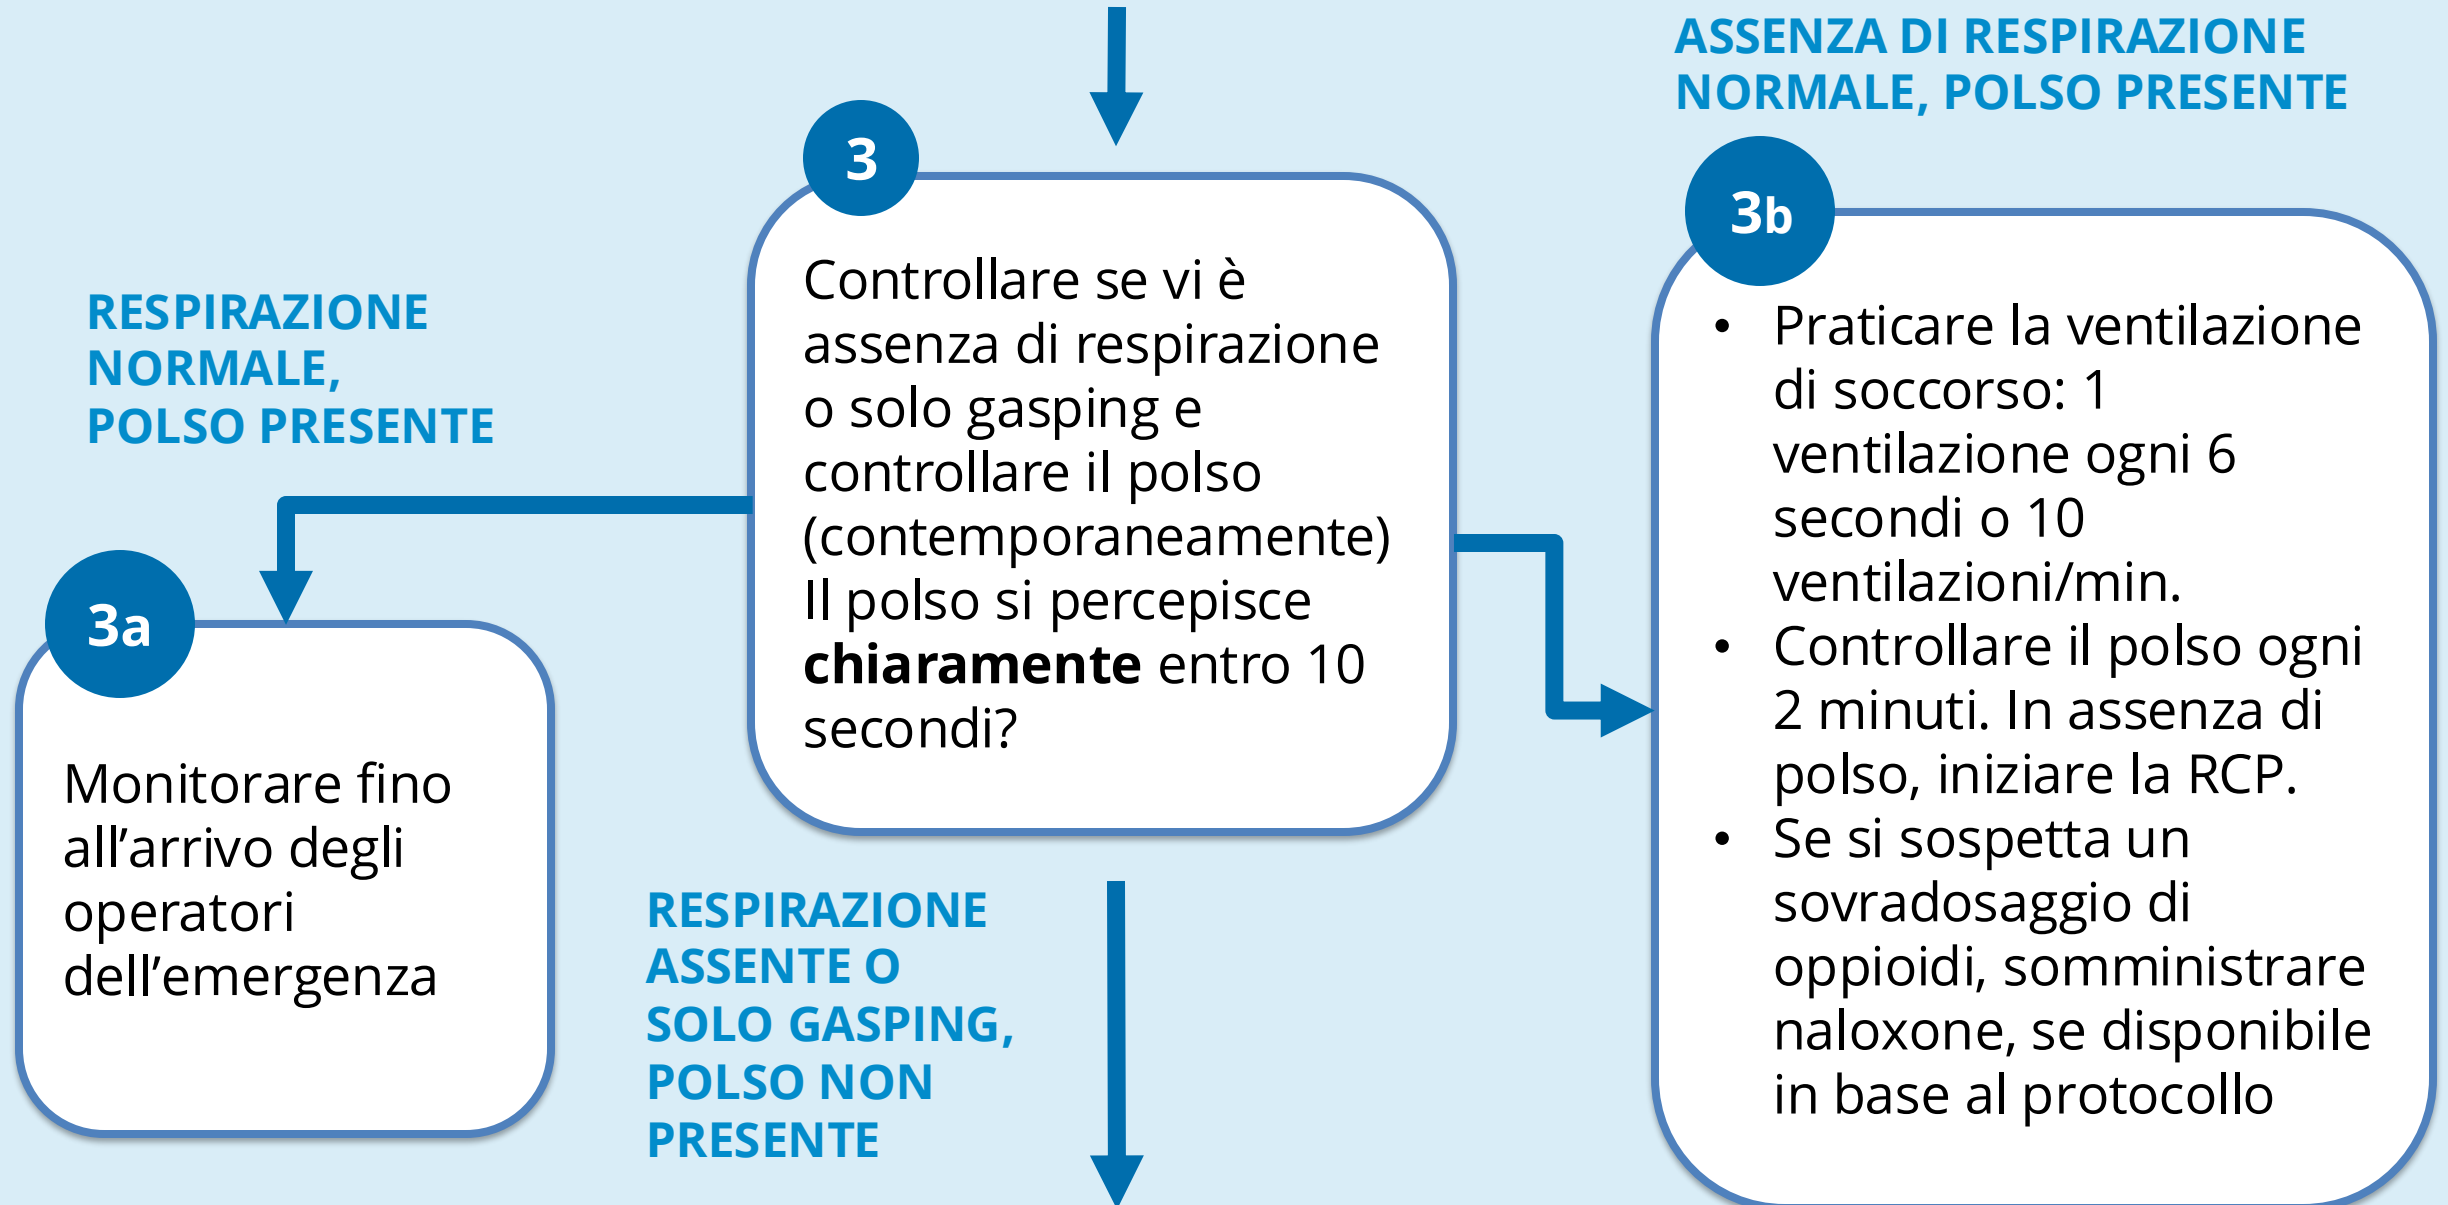 3
Controllare se vi è
assenza di respirazione
o solo gasping e
controllare il polso
(contemporaneamente)
Il polso si percepisce
chiaramente entro 10
secondi?
RESPIRAZIONE
NORMALE,
POLSO PRESENTE
3a
Monitorare fino
all’arrivo degli
operatori
dell’emergenza
ASSENZA DI RESPIRAZIONE
NORMALE, POLSO PRESENTE
3b
• Praticare la ventilazione
di soccorso: 1
ventilazione ogni 6
secondi o 10
ventilazioni/min.
• Controllare il polso ogni
2 minuti. In assenza di
polso, iniziare la RCP.
• Se si sospetta un
sovradosaggio di
oppioidi, somministrare
naloxone, se disponibile
in base al protocollo
RESPIRAZIONE
ASSENTE O
SOLO GASPING,
POLSO NON
PRESENTE